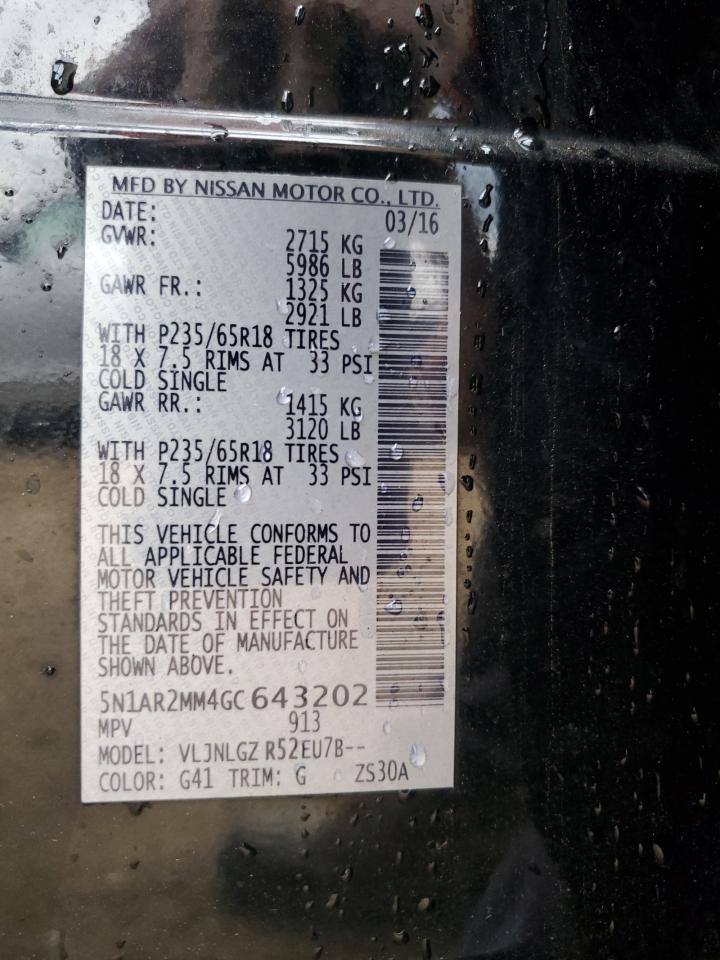 MFD BY NISSAN MOTOR CO., LTD.
DATE: 03/16
GVWR: 2715 KG
5986 LB
GAWR FR.: 1325 KG
2921 LB
WITH P235/65R18 TIRES
18 X 7.5 RIMS AT 33 PSI
COLD SINGLE
GAWR RR.: 1415 KG
3120 LB
WITH P235/65R18 TIRES
18 X 7.5 RIMS AT 33 PSI
COLD SINGLE
THIS VEHICLE CONFORMS TO
ALL APPLICABLE FEDERAL
MOTOR VEHICLE SAFETY AND
THEFT PREVENTION
STANDARDS IN EFFECT ON
THE DATE OF MANUFACTURE
SHOWN ABOVE.
5N1AR2MM4GC643202
MPV 913
MODEL: VLJNLGZ R52EU7B--
COLOR: G41 TRIM: G ZS30A